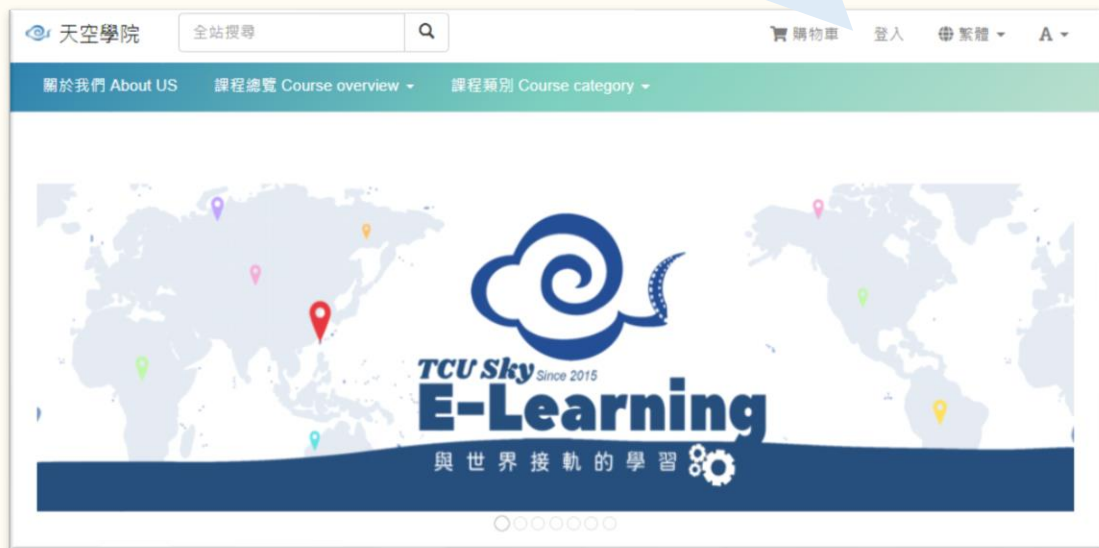 天空學院 全站搜尋 購物車 登入 繁體 A
關於我們 About US 課程總覽 Course overview 課程類別 Course category
TCU Sky Since 2015
E-Learning
與世界接軌的學習